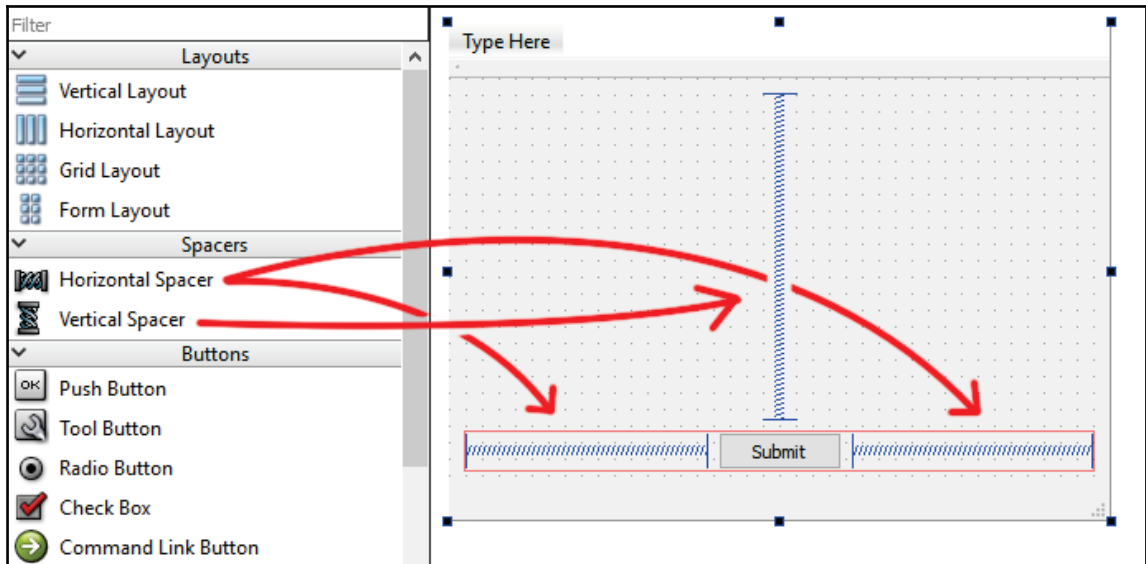 Filter
Layouts
Vertical Layout
Horizontal Layout
Grid Layout
Form Layout
Spacers
Horizontal Spacer
Vertical Spacer
Buttons
OK
Push Button
Tool Button
Radio Button
Check Box
Command Link Button
Type Here
Submit